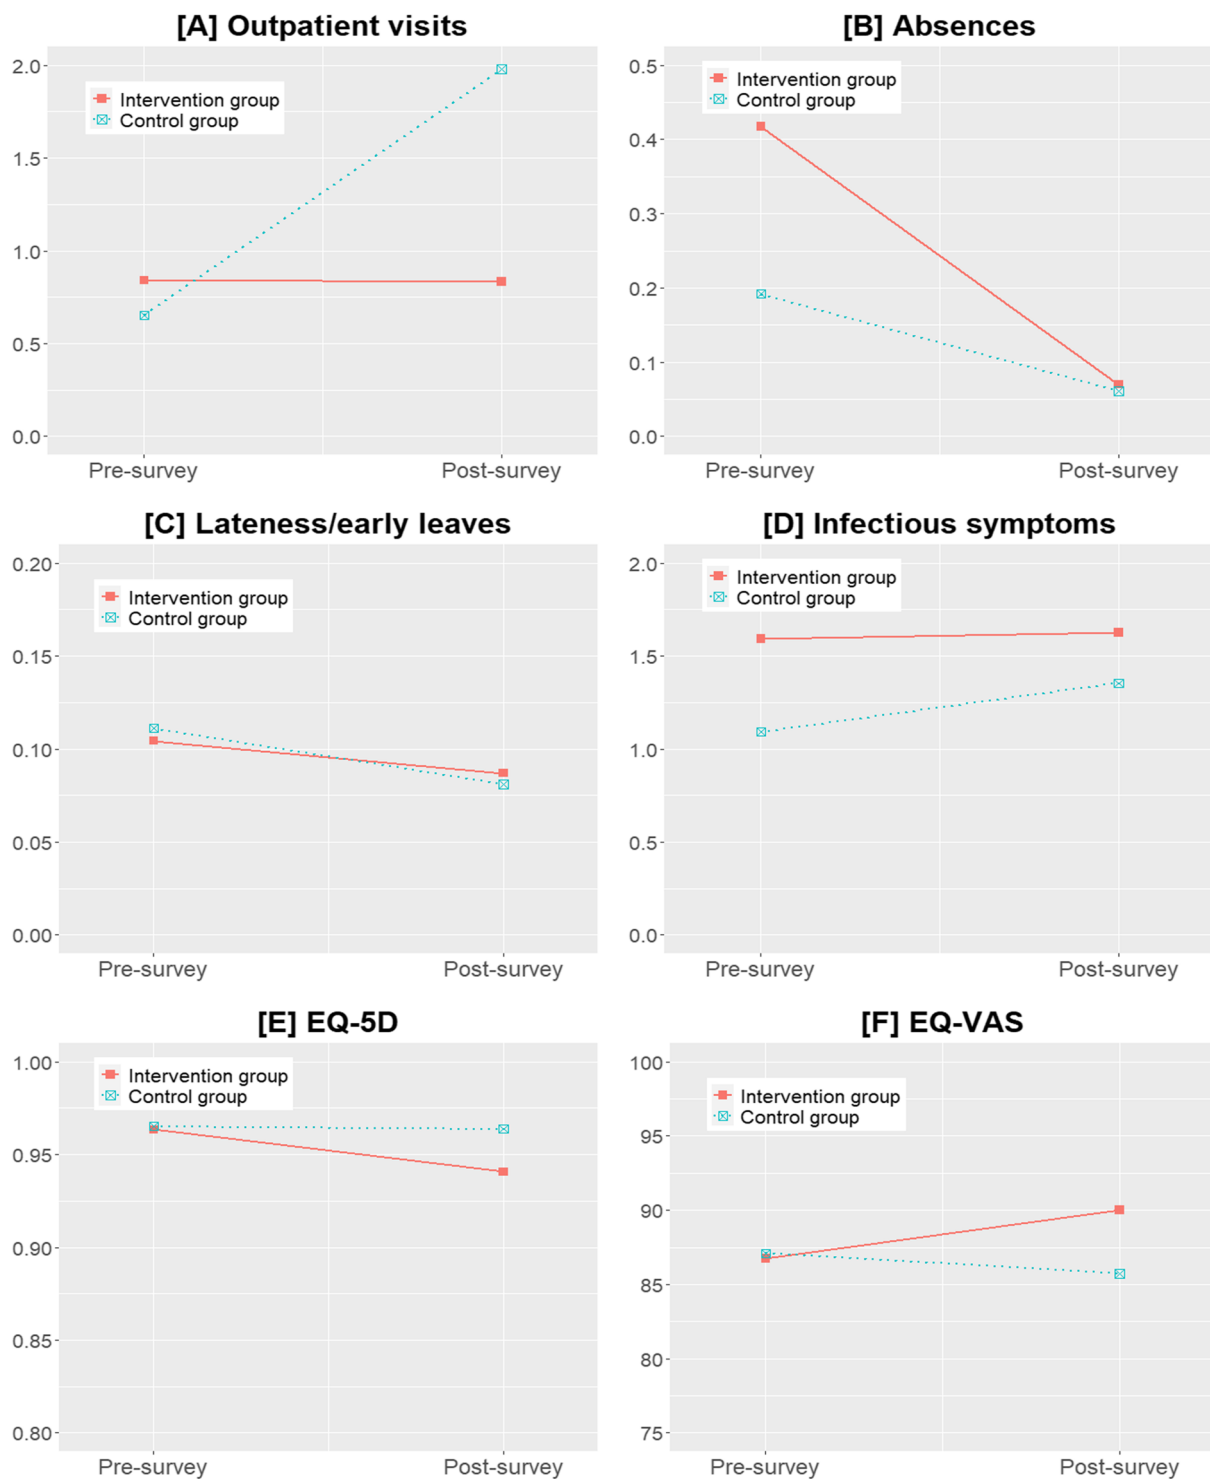 [A] Outpatient visits
2.0
1.5
1.0
0.5
0.0
Intervention group
Control group
Pre-survey
Post-survey
[B] Absences
0.5
0.4
0.3
0.2
0.1
0.0
Intervention group
Control group
Pre-survey
Post-survey
[C] Lateness/early leaves
0.20
0.15
0.10
0.05
0.00
Intervention group
Control group
Pre-survey
Post-survey
[D] Infectious symptoms
2.0
1.5
1.0
0.5
0.0
Intervention group
Control group
Pre-survey
Post-survey
[E] EQ-5D
1.00
0.95
0.90
0.85
0.80
Intervention group
Control group
Pre-survey
Post-survey
[F] EQ-VAS
100
95
90
85
80
75
Intervention group
Control group
Pre-survey
Post-survey